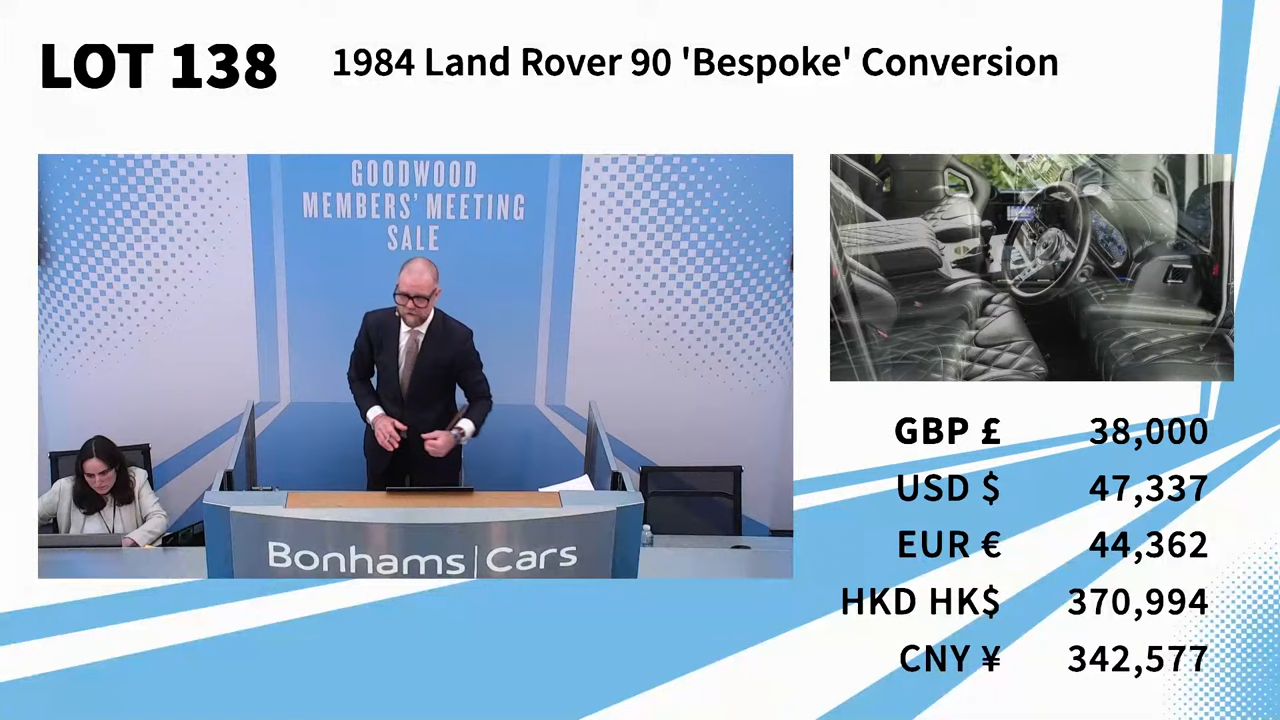 LOT 138
1984 Land Rover 90 'Bespoke' Conversion
GOODWOOD
MEMBERS' MEETING
SALE
Bonhams|Cars
GBP £ 38,000
USD $ 47,337
EUR € 44,362
HKD HK$ 370,994
CNY ¥ 342,577